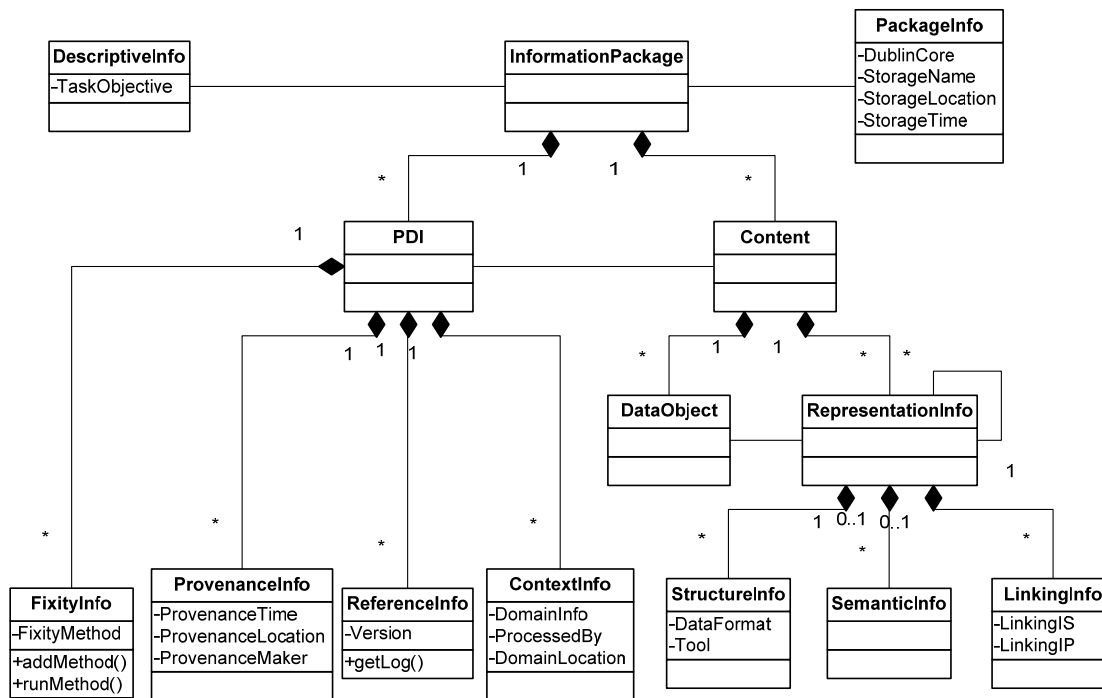 PackageInfo
-DublinCore
-StorageName
-StorageLocation
-StorageTime
DescriptiveInfo
-TaskObjective
InformationPackage
1
1
*
*
1
PDI
Content
1
1
1
1
1
*
*
*
DataObject
RepresentationInfo
1
1
0..1
0..1
*
*
*
*
*
*
*
FixityInfo
-FixityMethod
+addMethod()
+runMethod()
ProvenanceInfo
-ProvenanceTime
-ProvenanceLocation
-ProvenanceMaker
ReferenceInfo
-Version
+getLog()
ContextInfo
-DomainInfo
-ProcessedBy
-DomainLocation
StructureInfo
-DataFormat
-Tool
SemanticInfo
LinkingInfo
-LinkingIS
-LinkingIP